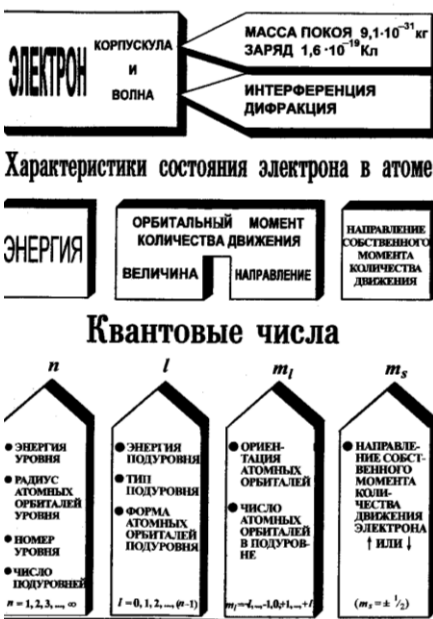 ЭЛЕКТРОН
КОРПУСКУЛА
И
ВОЛНА
МАССА ПОКОЯ 9,1·10⁻³¹ кг
ЗАРЯД 1,6·10⁻¹⁹ Кл
ИНТЕРФЕРЕНЦИЯ
ДИФРАКЦИЯ
Характеристики состояния электрона в атоме
ЭНЕРГИЯ
ОРБИТАЛЬНЫЙ МОМЕНТ
КОЛИЧЕСТВА ДВИЖЕНИЯ
ВЕЛИЧИНА
НАПРАВЛЕНИЕ
НАПРАВЛЕНИЕ
СОБСТВЕННОГО
МОМЕНТА
КОЛИЧЕСТВА
ДВИЖЕНИЯ
Квантовые числа
n
● ЭНЕРГИЯ
УРОВНЯ
● РАДИУС
АТОМНЫХ
ОРБИТАЛЕЙ
УРОВНЯ
● НОМЕР
УРОВНЯ
● ЧИСЛО
ПОДУРОВНЕЙ
n = 1, 2, 3, ..., ∞
l
● ЭНЕРГИЯ
ПОДУРОВНЯ
● ТИП
ПОДУРОВНЯ
● ФОРМА
АТОМНЫХ
ОРБИТАЛЕЙ
ПОДУРОВНЯ
l = 0, 1, 2, ..., (n-1)
mₗ
● ОРИЕН-
ТАЦИЯ
АТОМНЫХ
ОРБИТАЛЕЙ
● ЧИСЛО
АТОМНЫХ
ОРБИТАЛЕЙ
В ПОДУРОВ-
НЕ
mₗ=-l,..,-1,0,+1,..,+l
mₛ
● НАПРАВЛЕ-
НИЕ СОБСТ-
ВЕННОГО
МОМЕНТА
КОЛИ-
ЧЕСТВА
ДВИЖЕНИЯ
ЭЛЕКТРОНА
↑ ИЛИ ↓
(mₛ = ± 1/2)